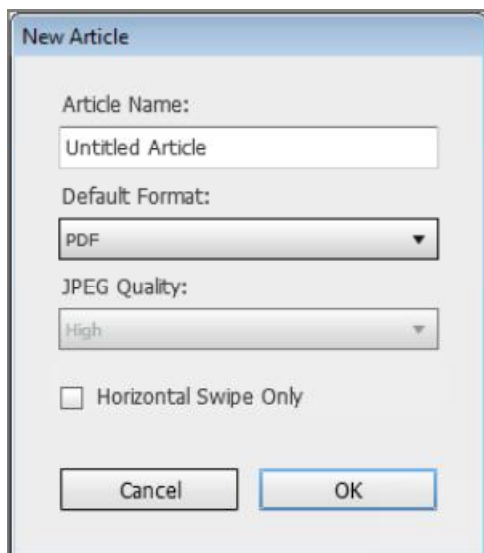 New Article
Article Name:
Untitled Article
Default Format:
PDF
JPEG Quality:
High
Horizontal Swipe Only
Cancel OK